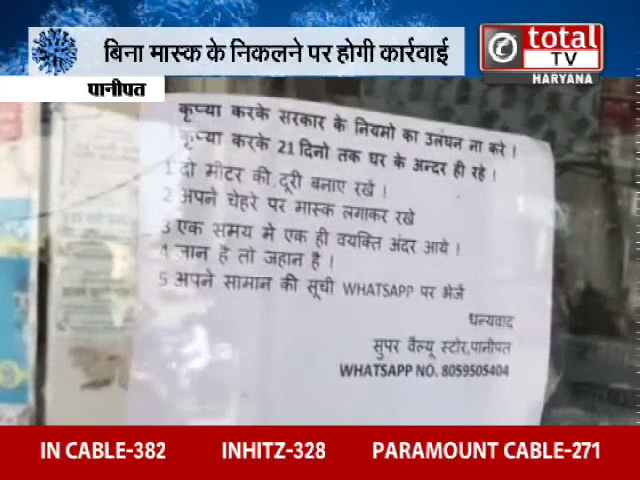 बिना मास्क के निकलने पर होगी कार्रवाई
total
TV
HARYANA
पानीपत
कृप्या करके सरकार के नियमो का उलंघन ना करे !
कृप्या करके 21 दिनो तक घर के अन्दर ही रहे !
1 दो मीटर की दूरी बनाए रखें !
2 अपने चेहरे पर मास्क लगाकर रखे
3 एक समय मे एक ही वयक्ति अंदर आये !
4 जान है तो जहान है !
5 अपने सामान की सूची WHATSAPP पर भेजें
धन्यवाद
सुपर वैल्यू स्टोर,पानीपत
WHATSAPP NO. 8059505404
IN CABLE-382 INHITZ-328 PARAMOUNT CABLE-271